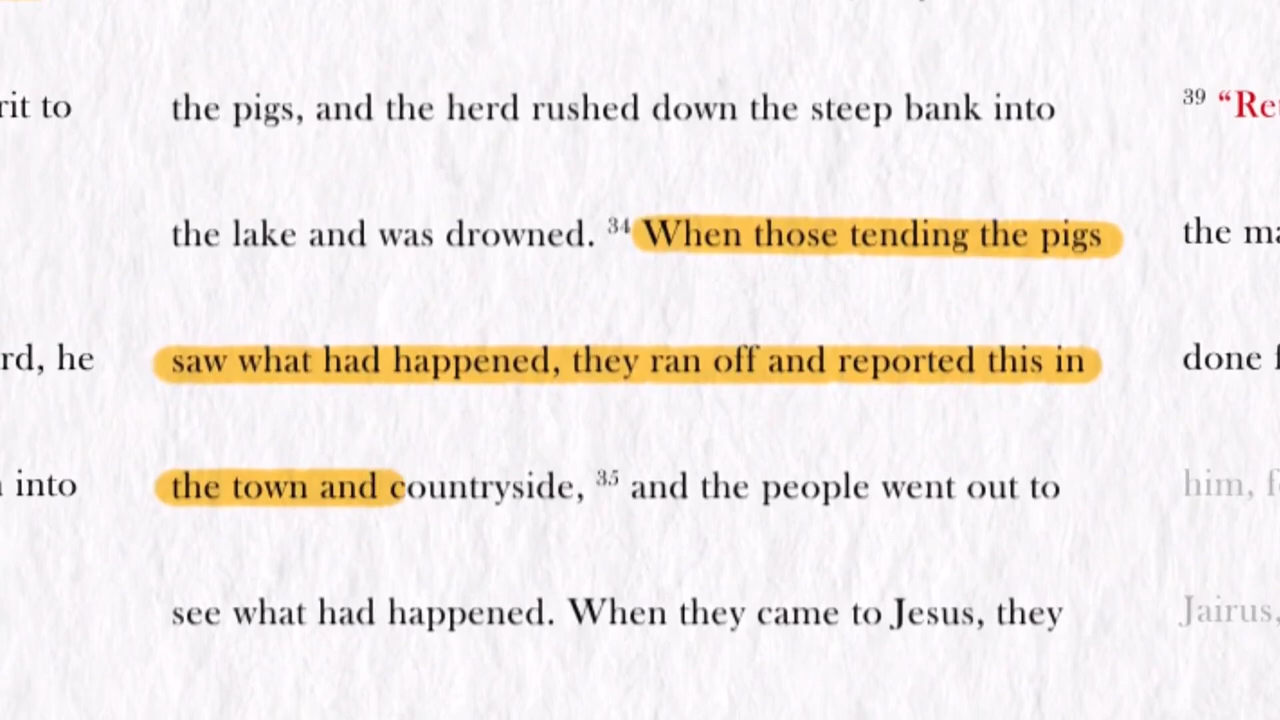 rit to
rd, he
into
the pigs, and the herd rushed down the steep bank into
the lake and was drowned. 34 When those tending the pigs
saw what had happened, they ran off and reported this in
the town and countryside, 35 and the people went out to
see what had happened. When they came to Jesus, they
39 “Re
the ma
done f
him, f
Jairus,